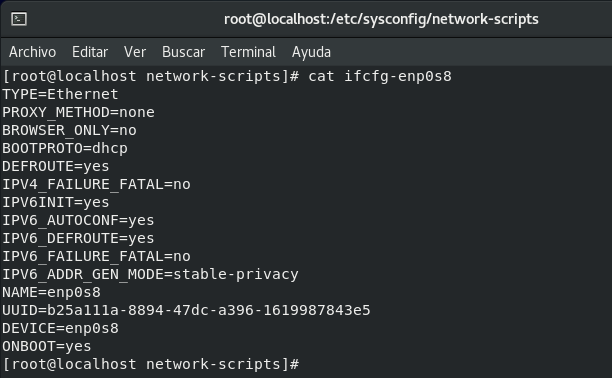 root@localhost:/etc/sysconfig/network-scripts
Archivo Editar Ver Buscar Terminal Ayuda
[root@localhost network-scripts]# cat ifcfg-enp0s8
TYPE=Ethernet
PROXY_METHOD=none
BROWSER_ONLY=no
BOOTPROTO=dhcp
DEFROUTE=yes
IPV4_FAILURE_FATAL=no
IPV6INIT=yes
IPV6_AUTOCONF=yes
IPV6_DEFROUTE=yes
IPV6_FAILURE_FATAL=no
IPV6_ADDR_GEN_MODE=stable-privacy
NAME=enp0s8
UUID=b25a111a-8894-47dc-a396-1619987843e5
DEVICE=enp0s8
ONBOOT=yes
[root@localhost network-scripts]#